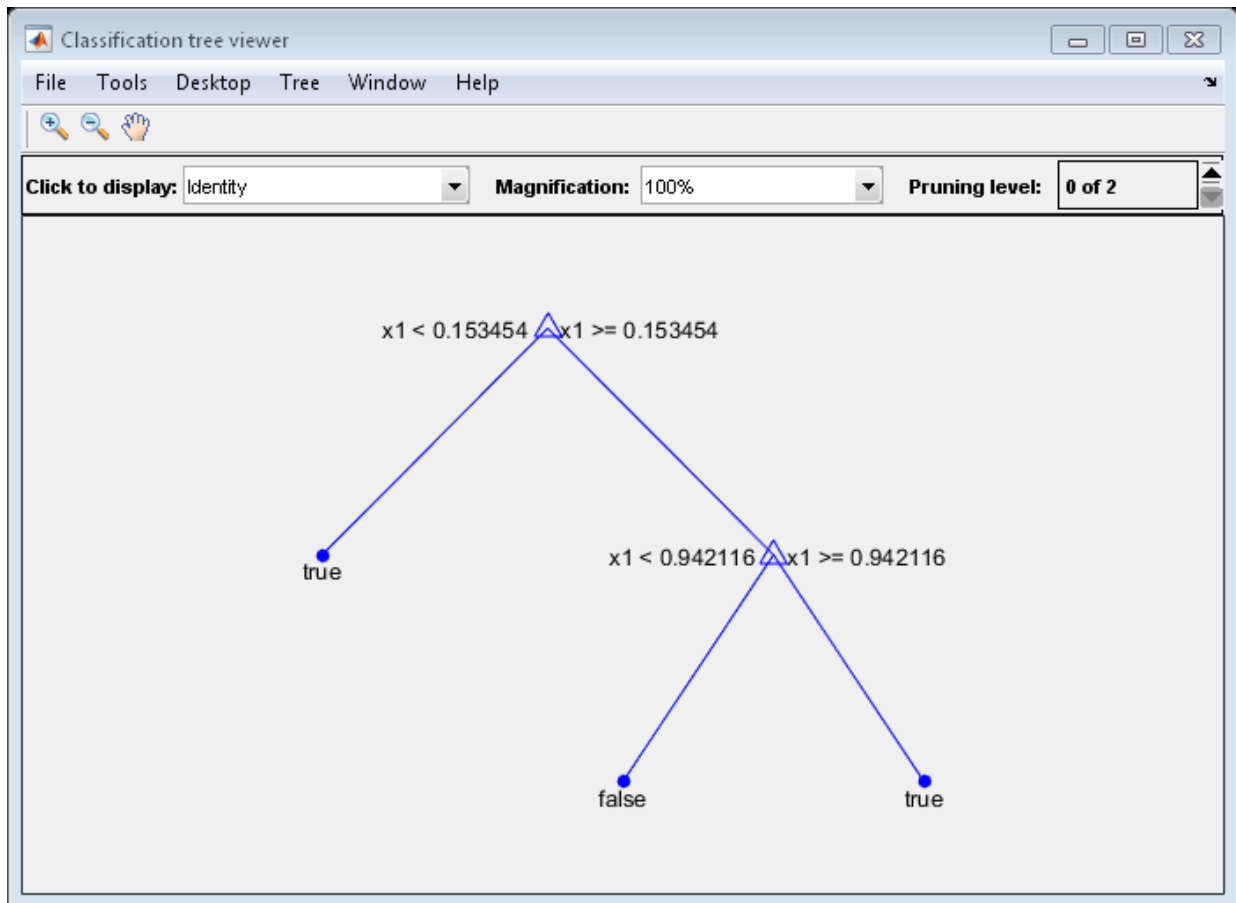 Classification tree viewer
File Tools Desktop Tree Window Help
Click to display: Identity Magnification: 100% Pruning level: 0 of 2
x1 < 0.153454 x1 >= 0.153454
x1 < 0.942116 x1 >= 0.942116
true
false true